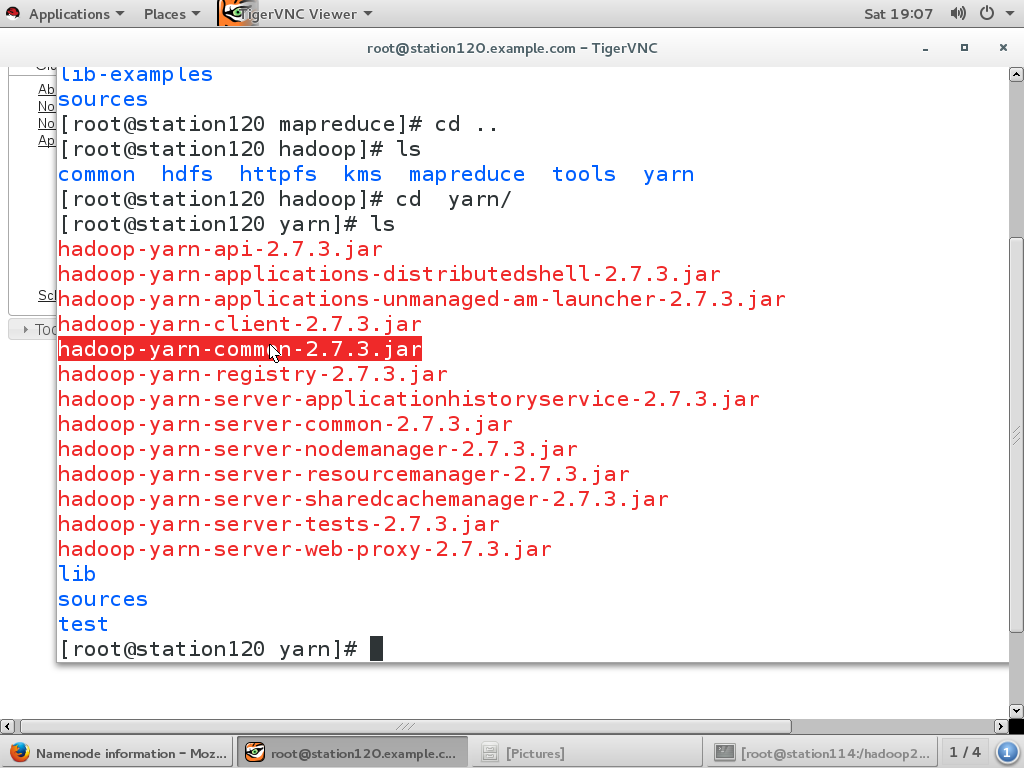 Applications Places TigerVNC Viewer Sat 19:07
root@station120.example.com - TigerVNC
lib-examples
Ab
sources
No
[root@station120 mapreduce]# cd ..
No
Ap
[root@station120 hadoop]# ls
common hdfs httpfs kms mapreduce tools yarn
[root@station120 hadoop]# cd  yarn/
[root@station120 yarn]# ls
hadoop-yarn-api-2.7.3.jar
hadoop-yarn-applications-distributedshell-2.7.3.jar
hadoop-yarn-applications-unmanaged-am-launcher-2.7.3.jar
Sc
hadoop-yarn-client-2.7.3.jar
Too
hadoop-yarn-common-2.7.3.jar
hadoop-yarn-registry-2.7.3.jar
hadoop-yarn-server-applicationhistoryservice-2.7.3.jar
hadoop-yarn-server-common-2.7.3.jar
hadoop-yarn-server-nodemanager-2.7.3.jar
hadoop-yarn-server-resourcemanager-2.7.3.jar
hadoop-yarn-server-sharedcachemanager-2.7.3.jar
hadoop-yarn-server-tests-2.7.3.jar
hadoop-yarn-server-web-proxy-2.7.3.jar
lib
sources
test
[root@station120 yarn]#
Namenode information - Moz... root@station120.example.c... [Pictures] [root@station114:/hadoop2... 1 / 4 1